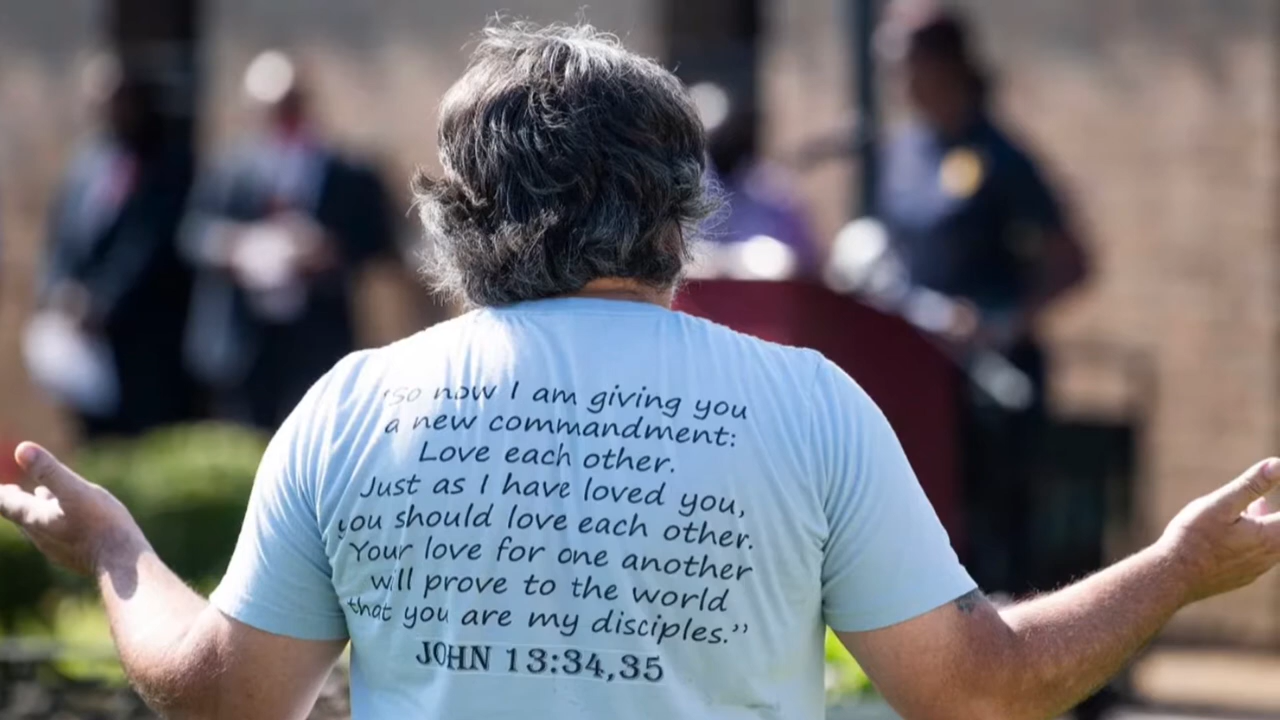 "So now I am giving you
a new commandment:
Love each other.
Just as I have loved you,
you should love each other.
Your love for one another
will prove to the world
that you are my disciples."
JOHN 13:34,35